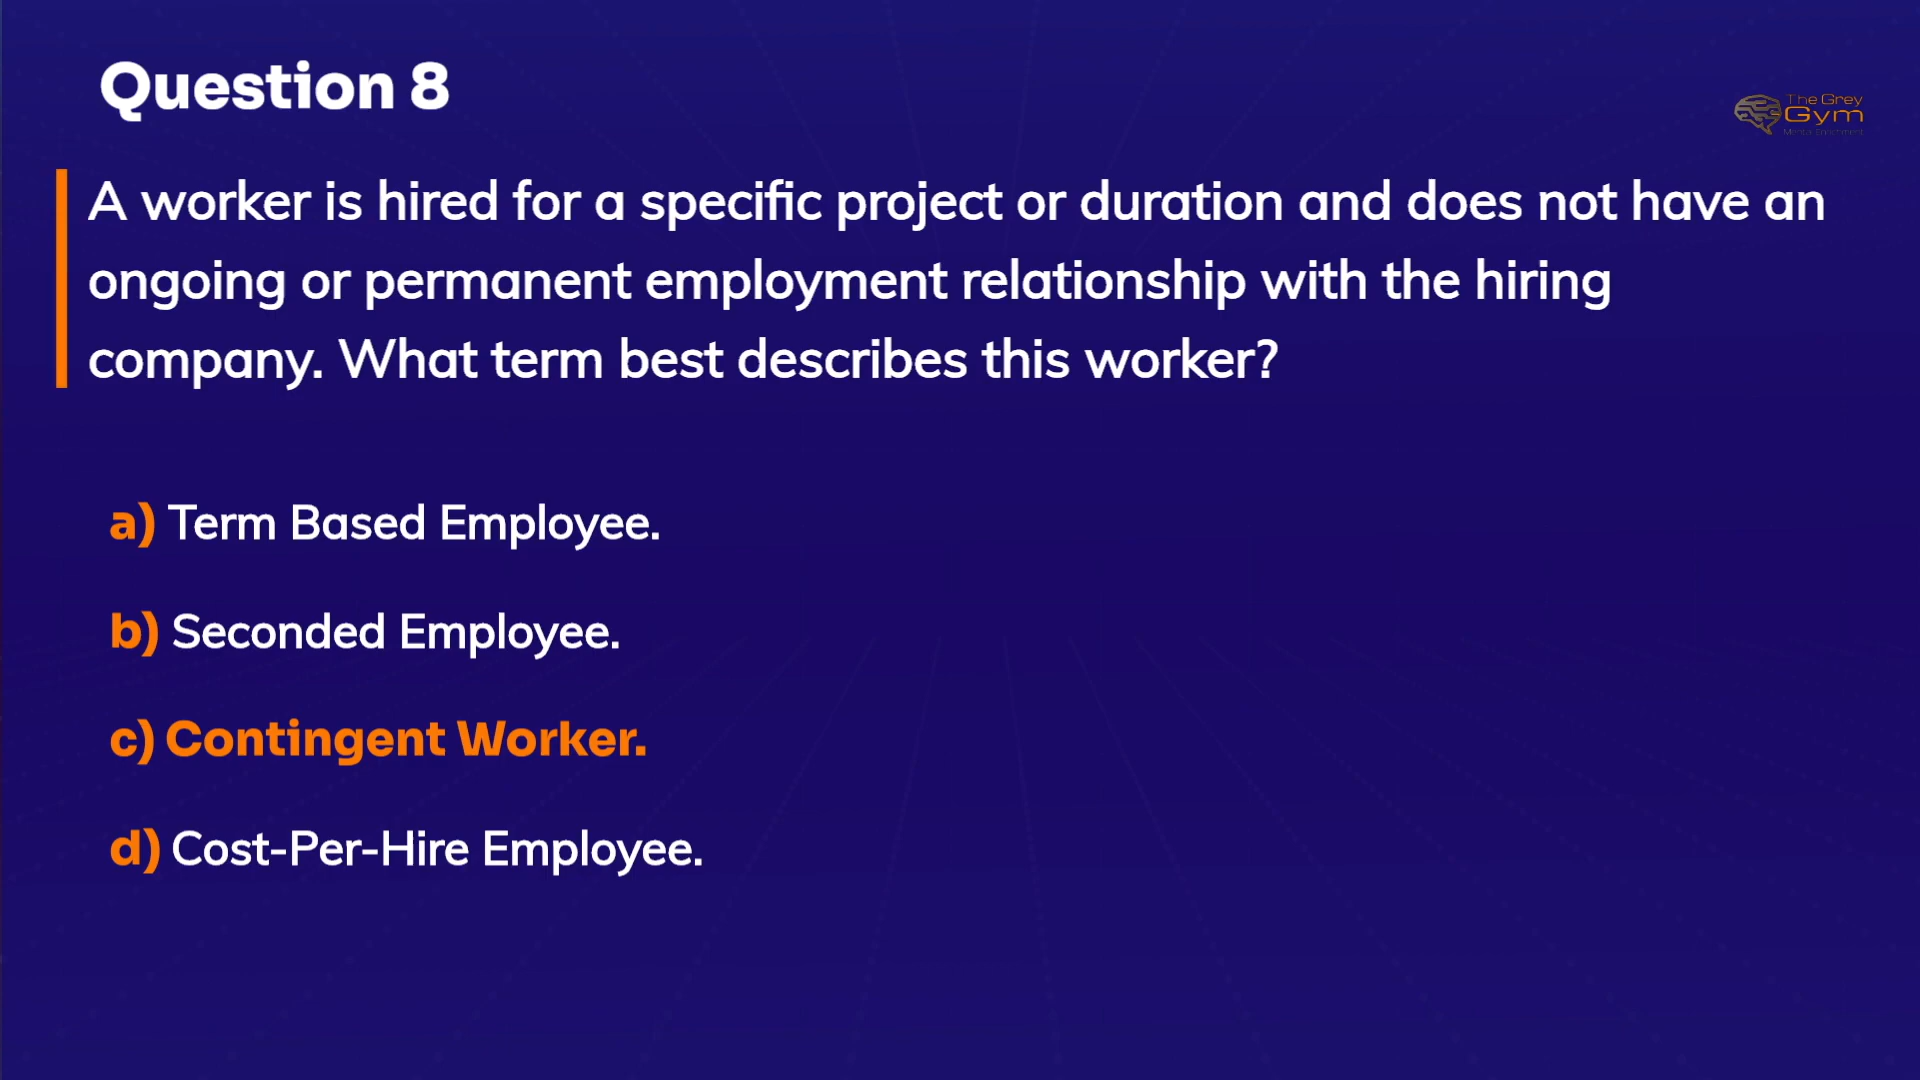 Question 8
The Grey
Gym
A worker is hired for a specific project or duration and does not have an
ongoing or permanent employment relationship with the hiring
company. What term best describes this worker?
a) Term Based Employee.
b) Seconded Employee.
c) Contingent Worker.
d) Cost-Per-Hire Employee.